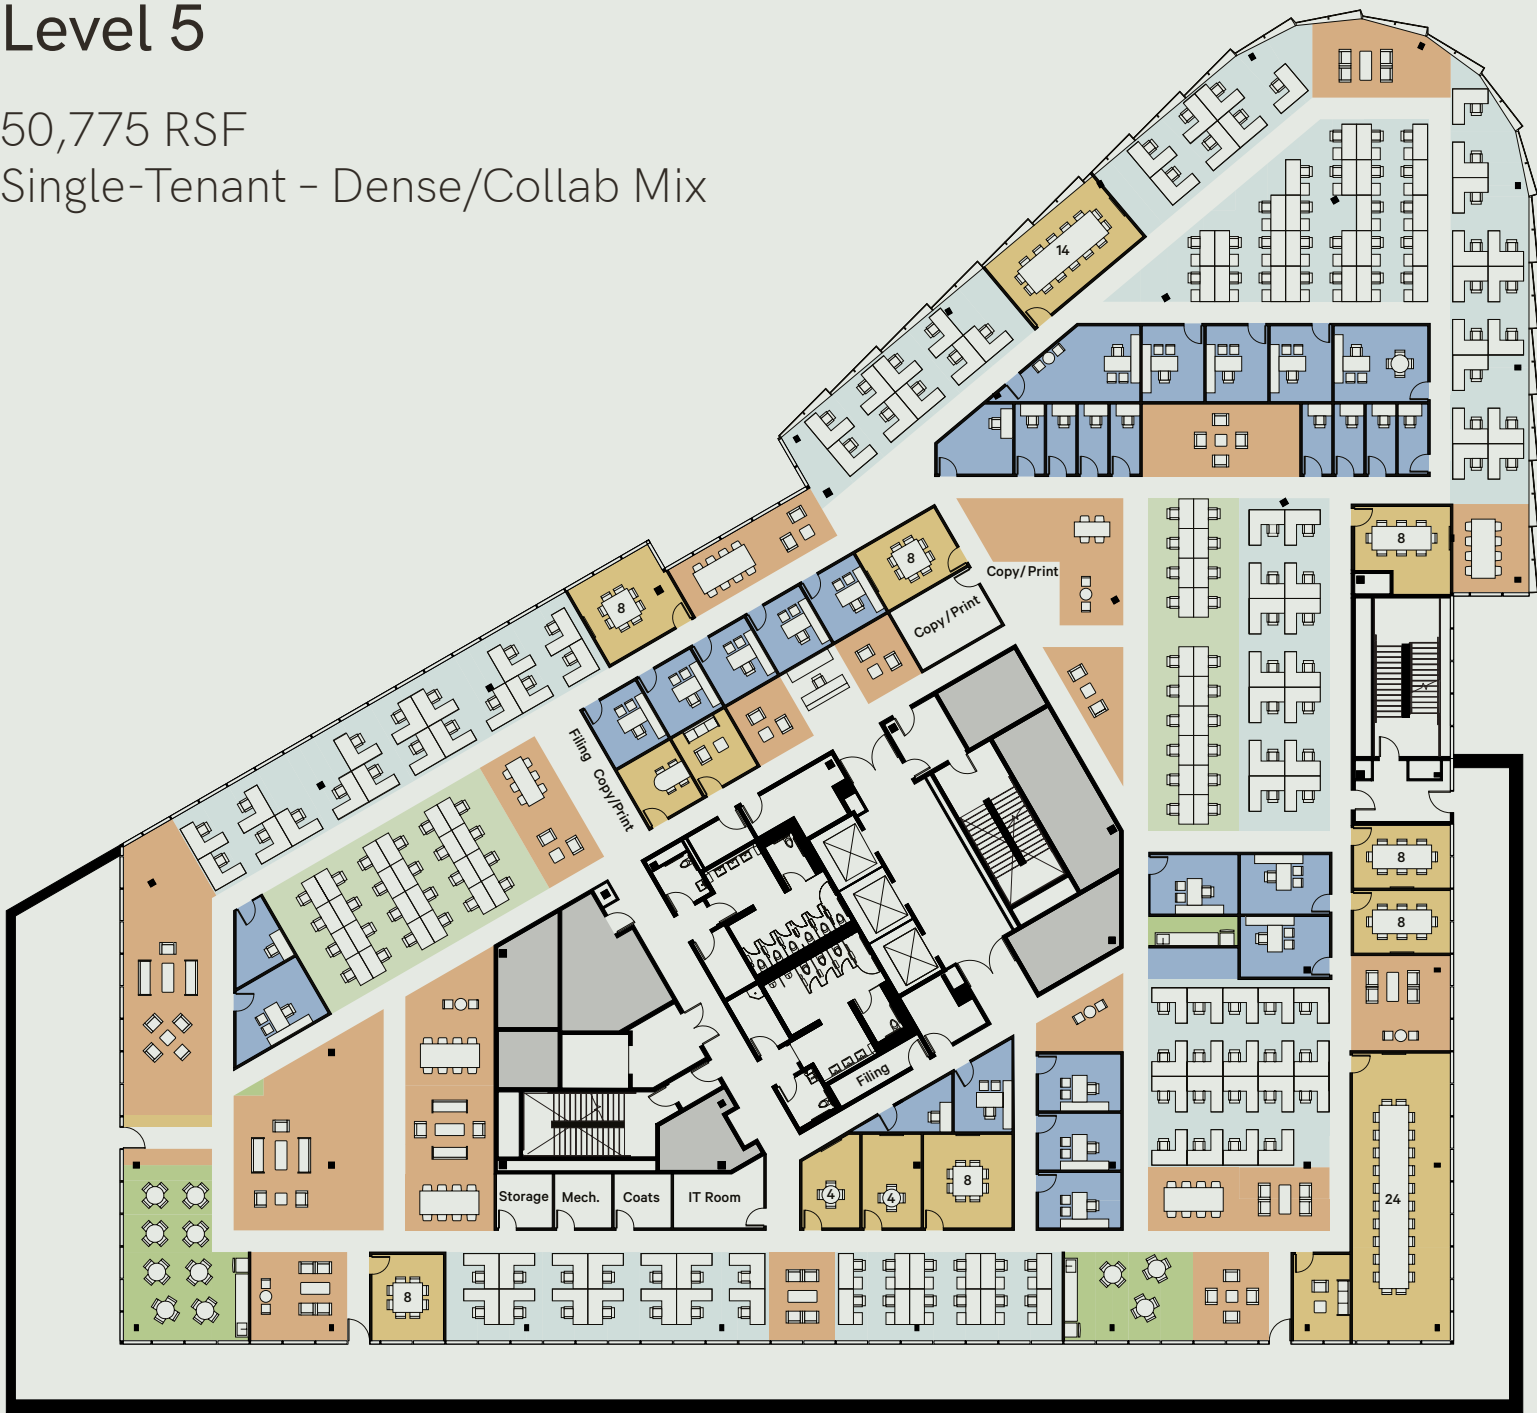 Level 5
50,775 RSF
Single-Tenant – Dense/Collab Mix
14
8
8
8
Copy/Print
Copy/Print
Filing
Copy/Print
8
8
Filing
4
4
8
24
Storage
Mech.
Coats
IT Room
8